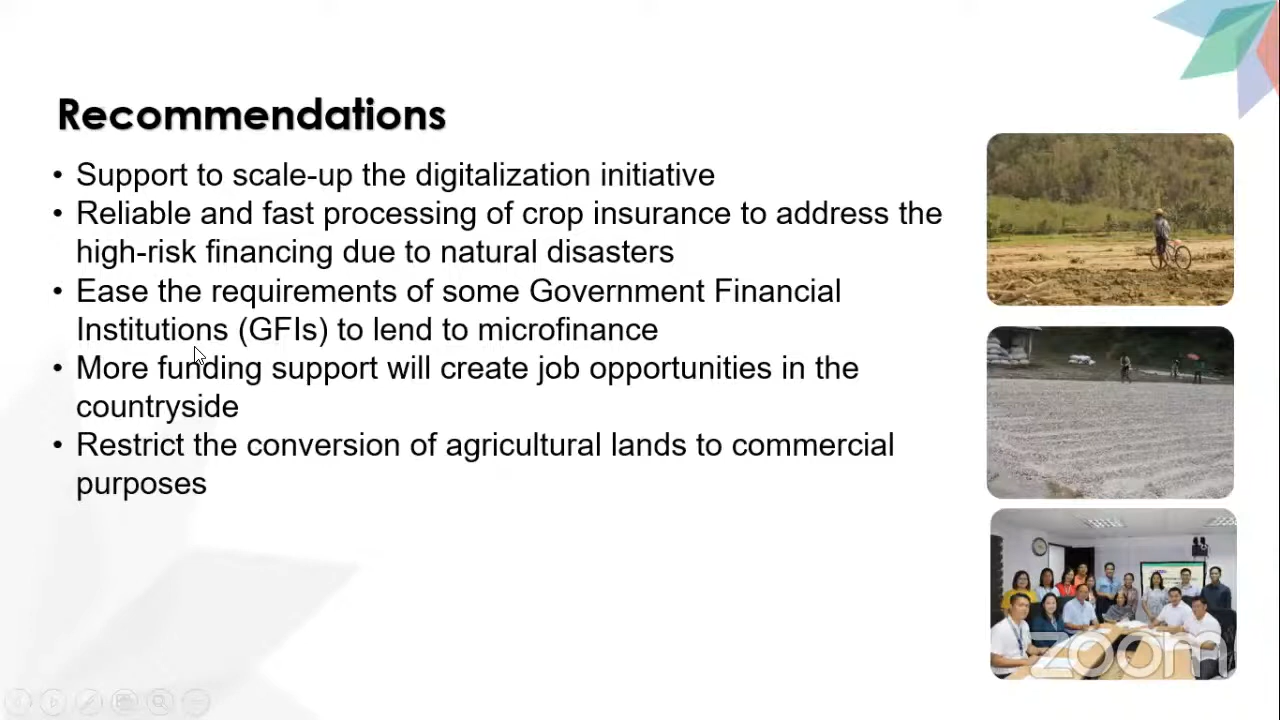 Recommendations
• Support to scale-up the digitalization initiative
• Reliable and fast processing of crop insurance to address the
high-risk financing due to natural disasters
• Ease the requirements of some Government Financial
Institutions (GFIs) to lend to microfinance
• More funding support will create job opportunities in the
countryside
• Restrict the conversion of agricultural lands to commercial
purposes
zoom